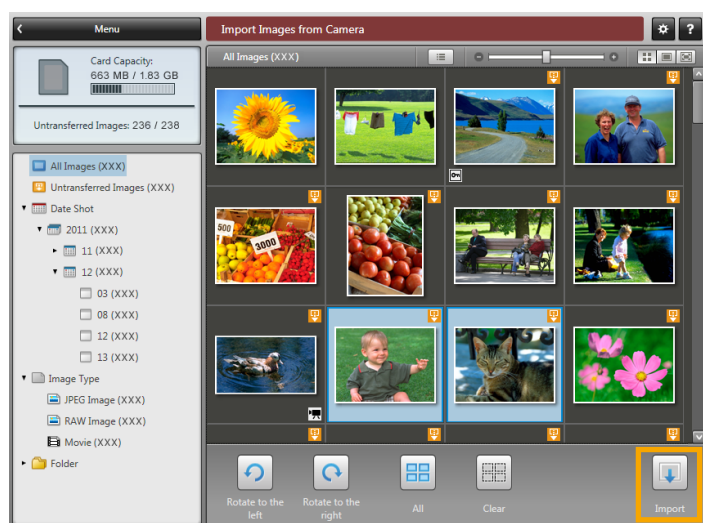 Menu
Import Images from Camera
?
Card Capacity:
663 MB / 1.83 GB
Untransferred Images: 236 / 238
All Images (XXX)
Untransferred Images (XXX)
Date Shot
2011 (XXX)
11 (XXX)
12 (XXX)
03 (XXX)
08 (XXX)
12 (XXX)
13 (XXX)
Image Type
JPEG Image (XXX)
RAW Image (XXX)
Movie (XXX)
Folder
All Images (XXX)
500
3000
Rotate to the
left
Rotate to the
right
All
Clear
Import